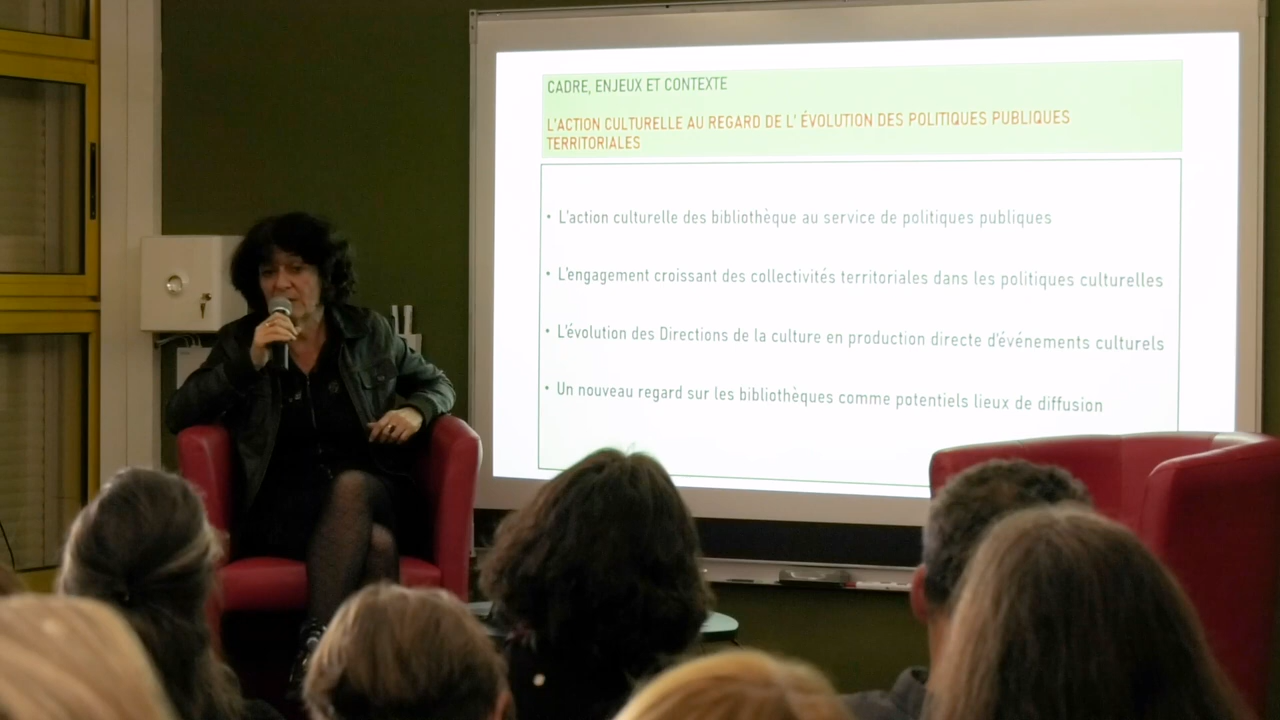 CADRE, ENJEUX ET CONTEXTE
L'ACTION CULTURELLE AU REGARD DE L' ÉVOLUTION DES POLITIQUES PUBLIQUES
TERRITORIALES
• L'action culturelle des bibliothèque au service de politiques publiques
• L'engagement croissant des collectivités territoriales dans les politiques culturelles
• L'évolution des Directions de la culture en production directe d'événements culturels
• Un nouveau regard sur les bibliothèques comme potentiels lieux de diffusion